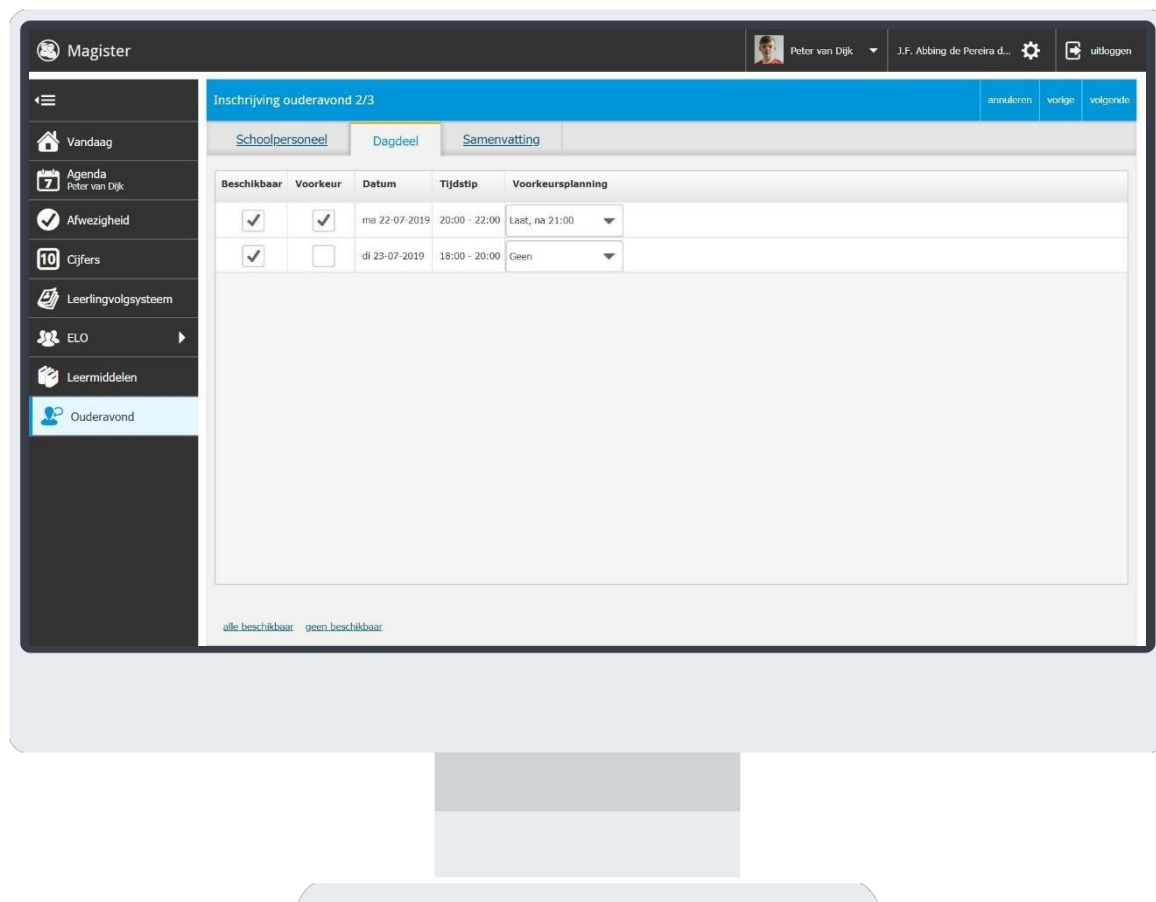 Magister
Peter van Dijk
J.F. Abbing de Pereira d...
uitloggen
Inschrijving ouderavond 2/3
annuleren vorige volgende
Vandaag
7 Agenda
Peter van Dijk
Afwezigheid
10 Cijfers
Leerlingvolgsysteem
ELO
Leermiddelen
Ouderavond
Schoolpersoneel Dagdeel Samenvatting
Beschikbaar Voorkeur Datum Tijdstip Voorkeursplanning
ma 22-07-2019 20:00 - 22:00 Laat, na 21:00
di 23-07-2019 18:00 - 20:00 Geen
alle beschikbaar geen beschikbaar